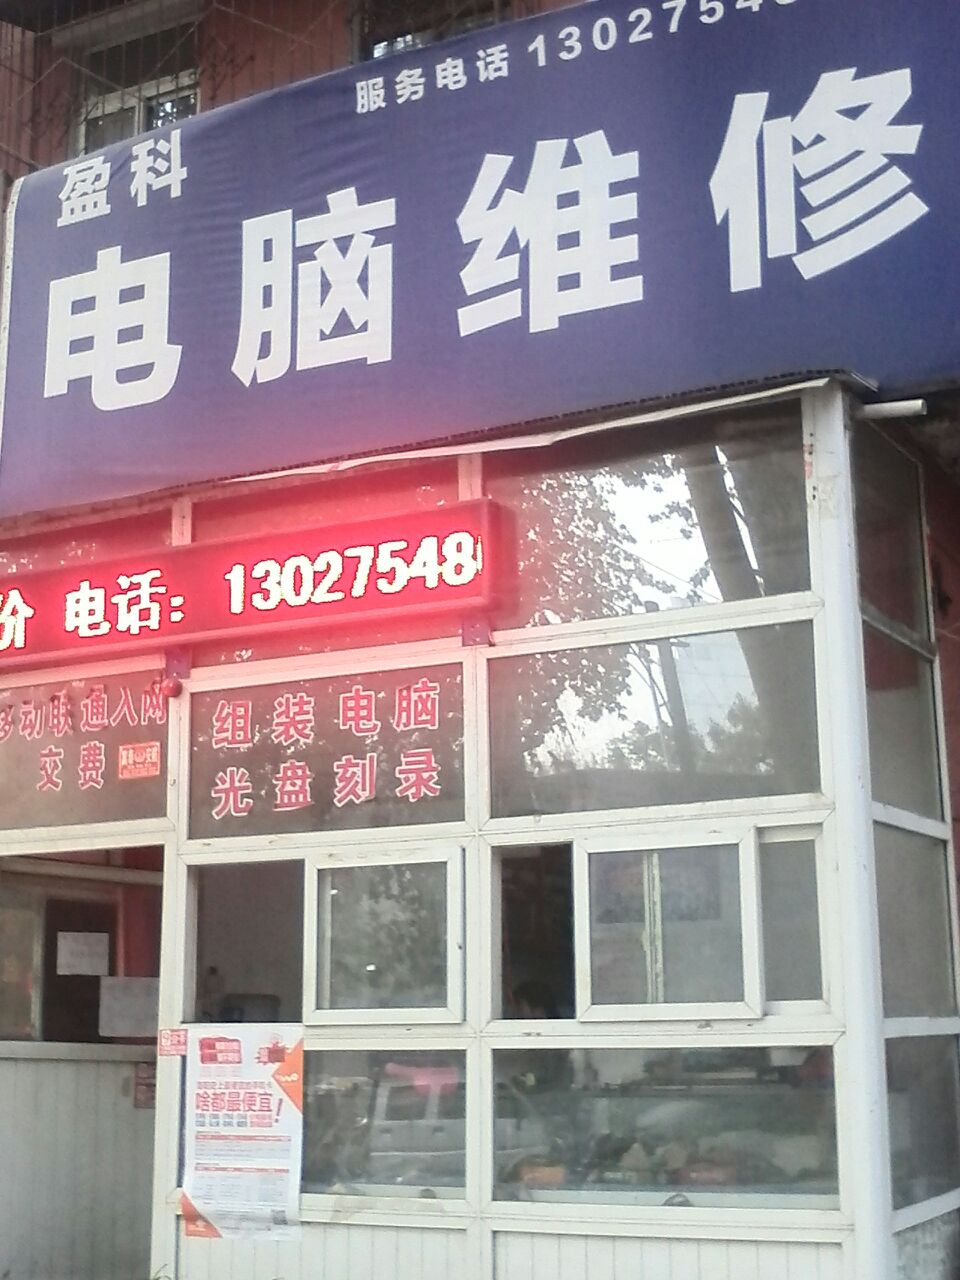 服务电话 13027548
盈科
电脑维修
价 电话：13027548
移动联通入网
交费
组装电脑
光盘刻录
啥都最便宜！